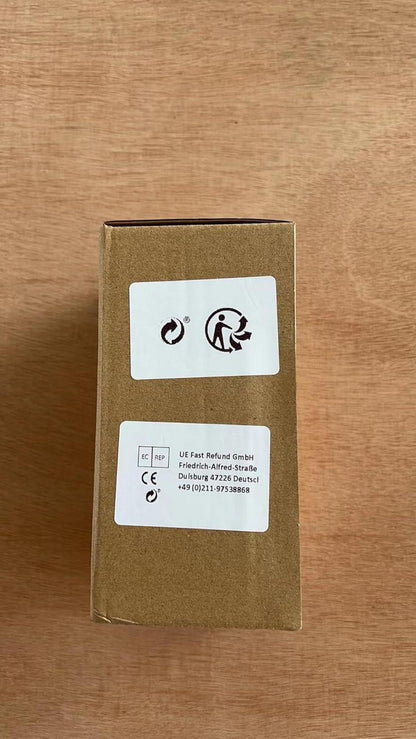 ®
EC REP
UE Fast Refund GmbH
Friedrich-Alfred-Straße
Duisburg 47226 Deutscl
CE
+49 (0)211-97538868
®